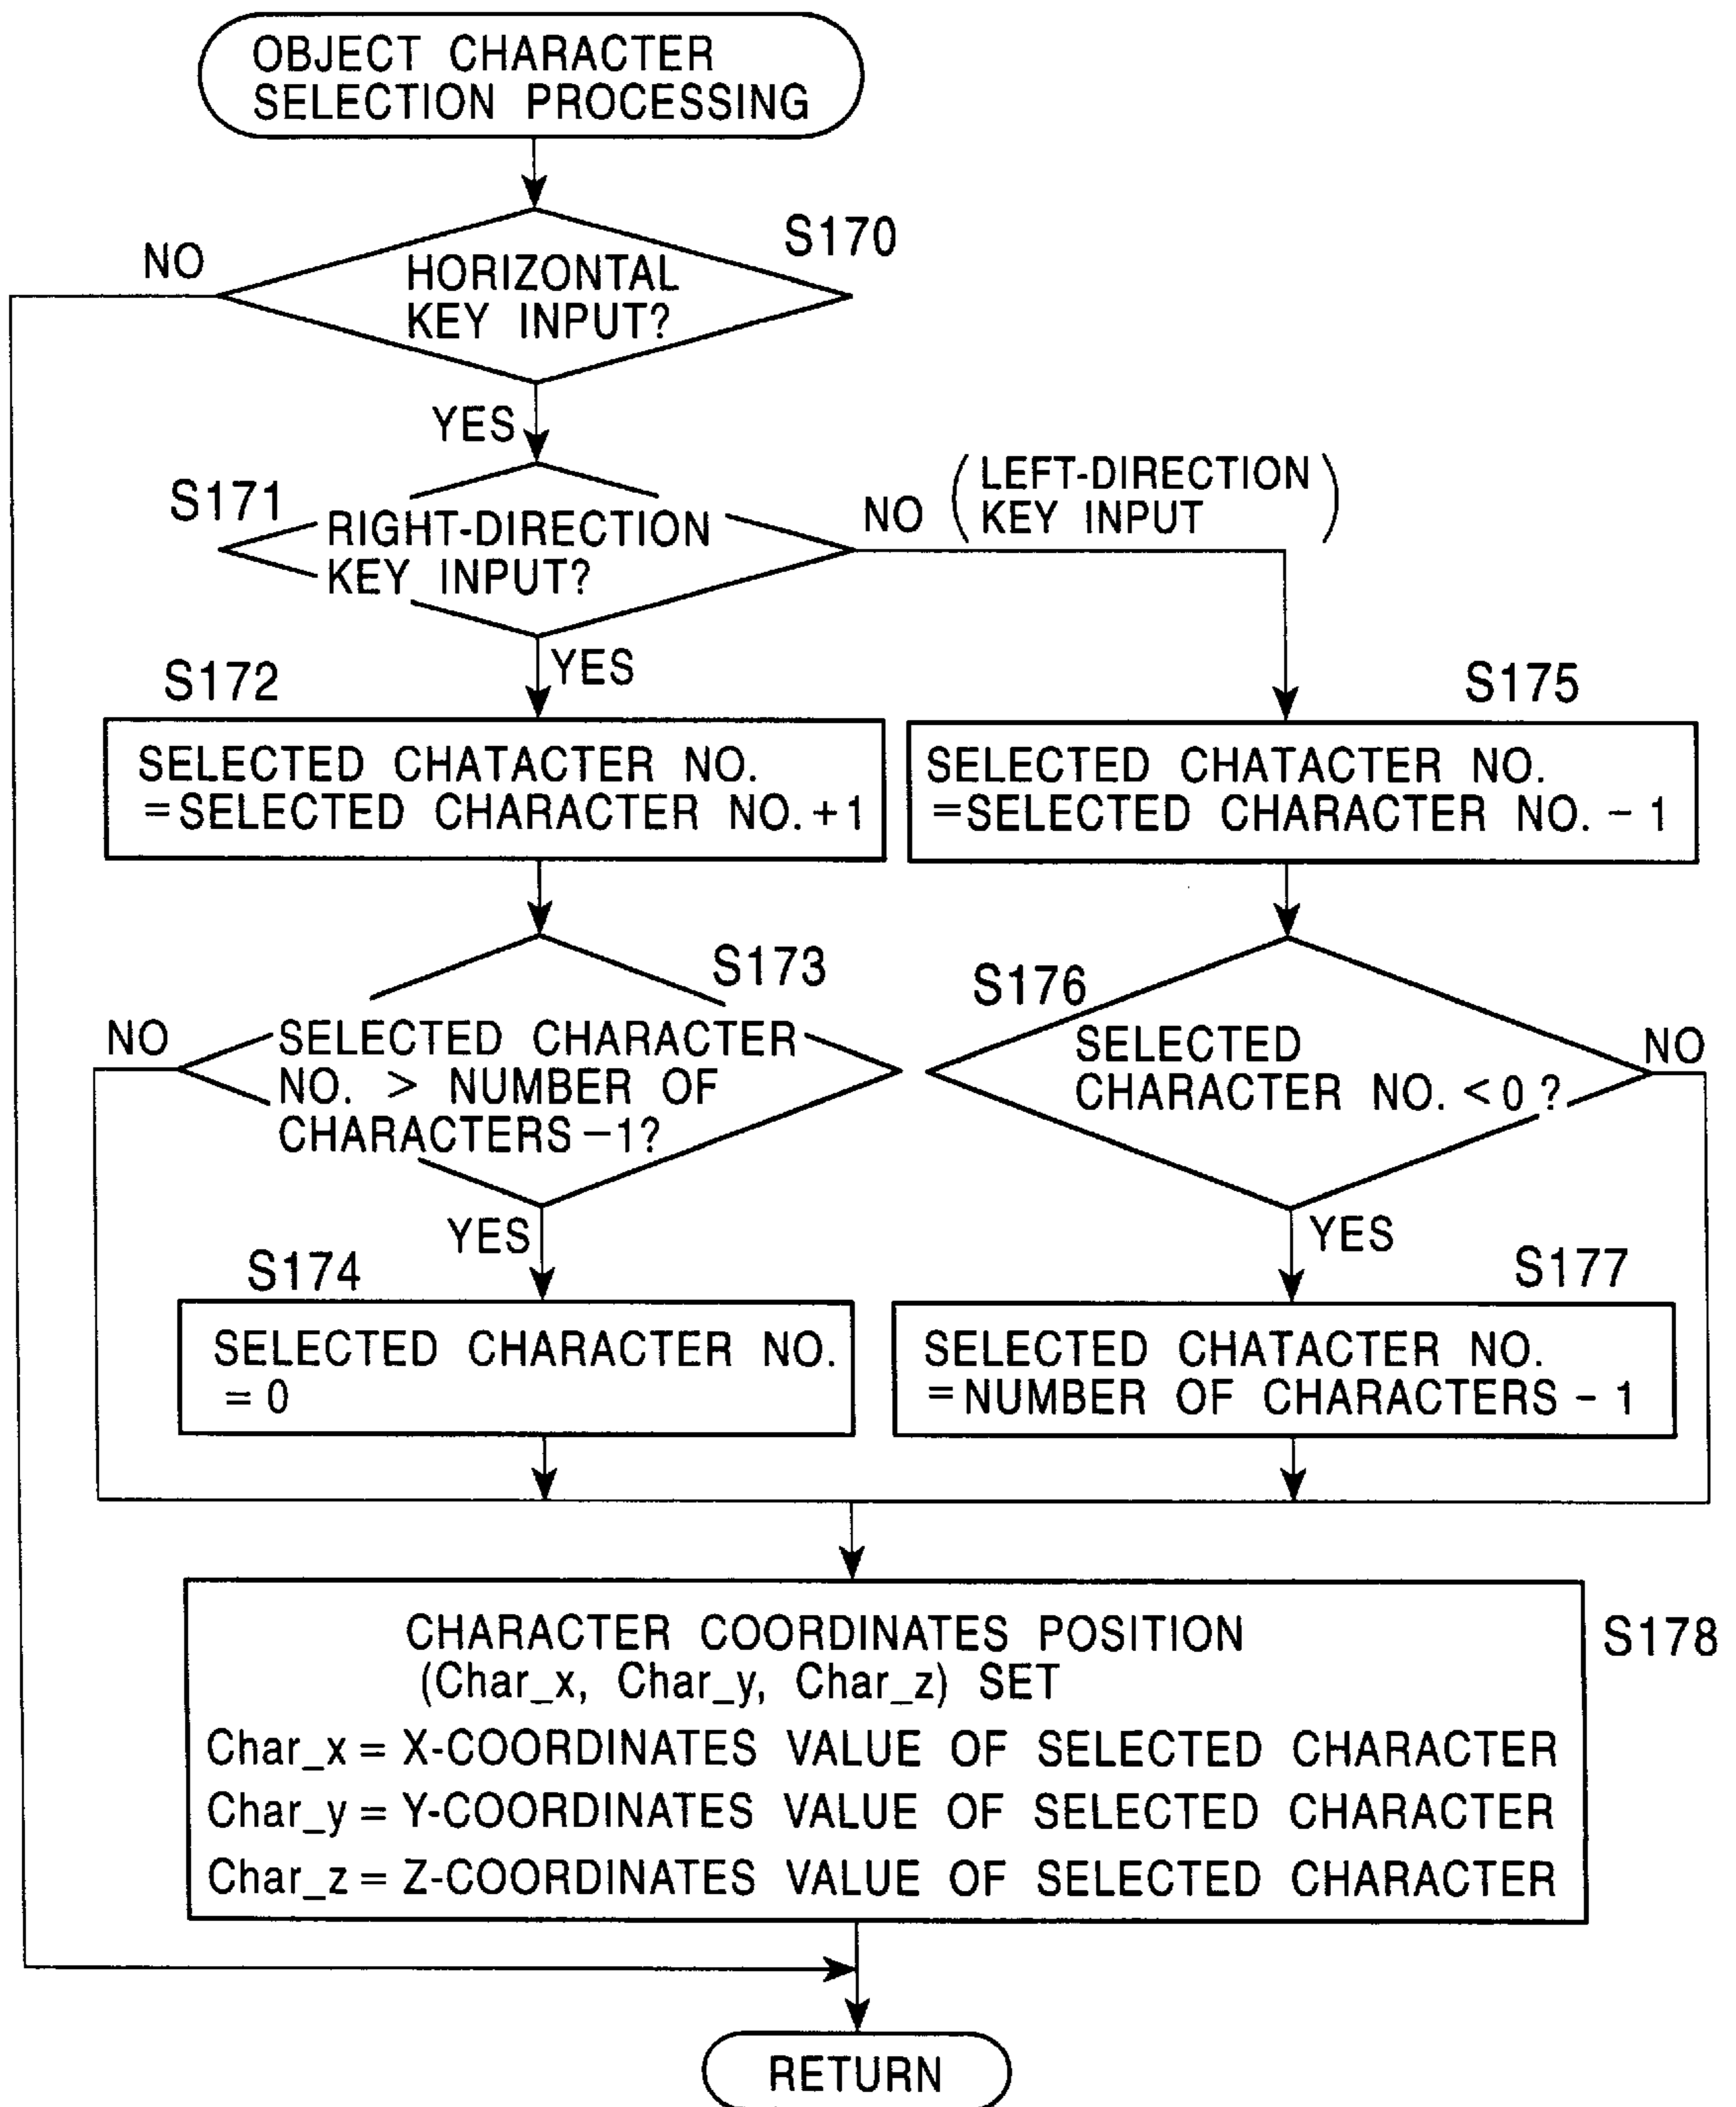 OBJECT CHARACTER
SELECTION PROCESSING
S170
NO
HORIZONTAL
KEY INPUT?
YES
S171
RIGHT-DIRECTION
KEY INPUT?
NO (LEFT-DIRECTION
KEY INPUT)
YES
S172
SELECTED CHATACTER NO.
=SELECTED CHARACTER NO.+1
S175
SELECTED CHATACTER NO.
=SELECTED CHARACTER NO. - 1
S173
NO
SELECTED CHARACTER
NO. > NUMBER OF
CHARACTERS-1?
YES
S176
SELECTED
CHARACTER NO. <0 ?
NO
YES
S174
SELECTED CHARACTER NO.
= 0
S177
SELECTED CHATACTER NO.
=NUMBER OF CHARACTERS - 1
CHARACTER COORDINATES POSITION
(Char_x, Char_y, Char_z) SET
Char_x = X-COORDINATES VALUE OF SELECTED CHARACTER
Char_y = Y-COORDINATES VALUE OF SELECTED CHARACTER
Char_z = Z-COORDINATES VALUE OF SELECTED CHARACTER
S178
RETURN